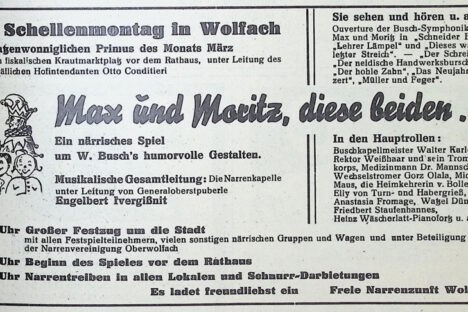 Schellenmontag in Wolfach
genwonniglichen Primus des Monats März
fiskalischen Krautmarktplatz vor dem Rathaus, unter Leitung des
ällichen Hofintendanten Otto Conditieri
Max und Moritz, diese beiden .
Ein närrisches Spiel
um W. Busch's humorvolle Gestalten.
Musikalische Gesamtleitung: Die Narrenkapelle
unter Leitung von Generaloberstpuberle
Engelbert Ivergißnit
Uhr Großer Festzug um die Stadt
mit allen Festspielteilnehmern, vielen sonstigen närrischen Gruppen und Wagen und unter Beteiligung
der Narrenvereinigung Oberwolfach
Uhr Beginn des Spieles vor dem Rathaus
Uhr Narrentreiben in allen Lokalen und Schnurr-Darbietungen
Es ladet freundliebst ein Freie Narrenzunft Wol
Sie sehen und hören u. a
Ouverture der Busch-Symphonik
Max und Moritz in „Schneider
„Lehrer Lämpel" und „Dieses wa
letzter Streich". — „Der Schrei
„Der neidische Handwerksbursch
„Der hohle Zahn", „Das Neujahr
zert", „Müller und Feger".
In den Hauptrollen:
Buschkapellmeister Walter Karl
Rektor Weißhaar und sein Trom
korps, Medizinmann Dr. Mannsch
Wechselstromer Gorz Olala, Mic
Maus, die Heimkehrerin v. Bolle
Elly von Turn- und Habergrieß,
Anastasia Fromage, Waßel Dün
Friedbert Staufenhannes,
Heinz Wäscherlatt-Pianoforts u. a